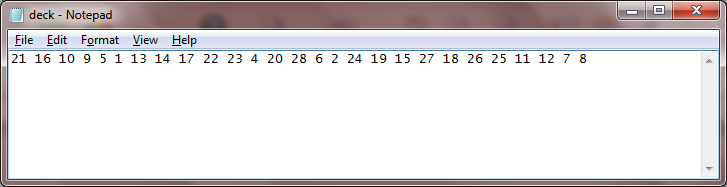 deck - Notepad
File Edit Format View Help
21 16 10 9 5 1 13 14 17 22 23 4 20 28 6 2 24 19 15 27 18 26 25 11 12 7 8